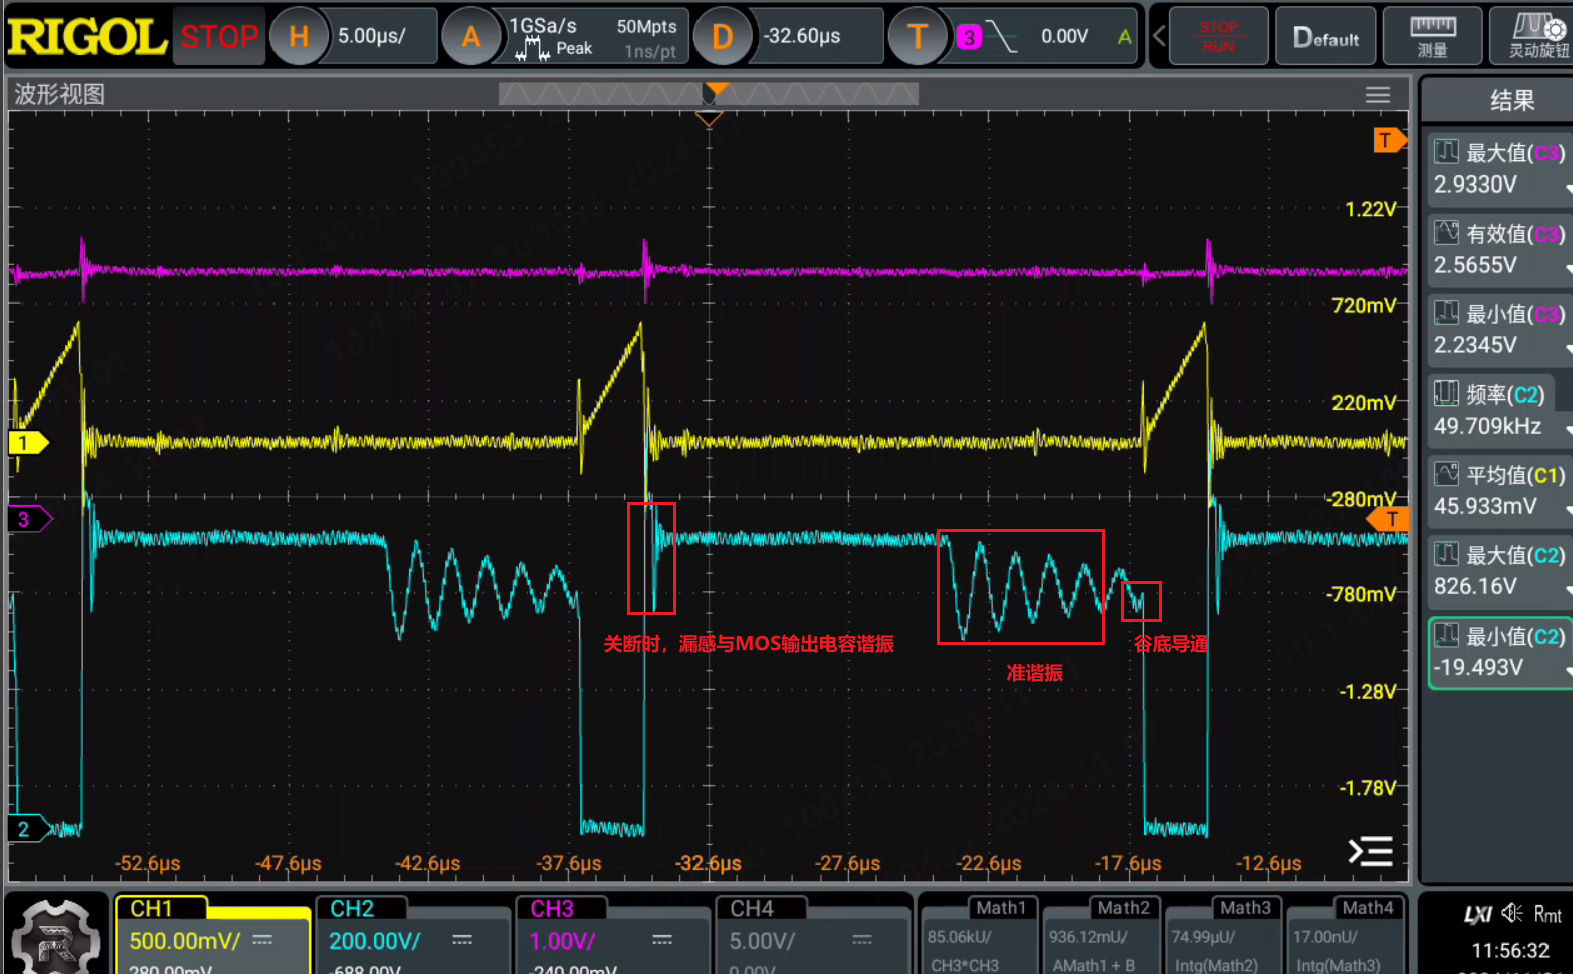 RIGOL
STOP
H
5.00μs/
A
1GSa/s
Peak
50Mpts
1ns/pt
D
-32.60μs
T
3
0.00V
A
STOP
RUN
Default
测量
灵动旋钮
波形视图
T
1.22V
720mV
220mV
-280mV
T
-780mV
-1.28V
-1.78V
1
3
2
关断时，漏感与MOS输出电容谐振
准谐振
谷底导通
-52.6μs
-47.6μs
-42.6μs
-37.6μs
-32.6μs
-27.6μs
-22.6μs
-17.6μs
-12.6μs
结果
最大值(C3)
2.9330V
有效值(C3)
2.5655V
最小值(C3)
2.2345V
频率(C2)
49.709kHz
平均值(C1)
45.933mV
最大值(C2)
826.16V
最小值(C2)
-19.493V
CH1
500.00mV/
280.00mV
CH2
200.00V/
-688.00V
CH3
1.00V/
-240.00mV
CH4
5.00V/
0.00V
Math1
85.06kU/
CH3*CH3
Math2
936.12mU/
AMath1 + B
Math3
74.99μU/
Intg(Math2)
Math4
17.00nU/
Intg(Math3)
LXI
Rmt
11:56:32